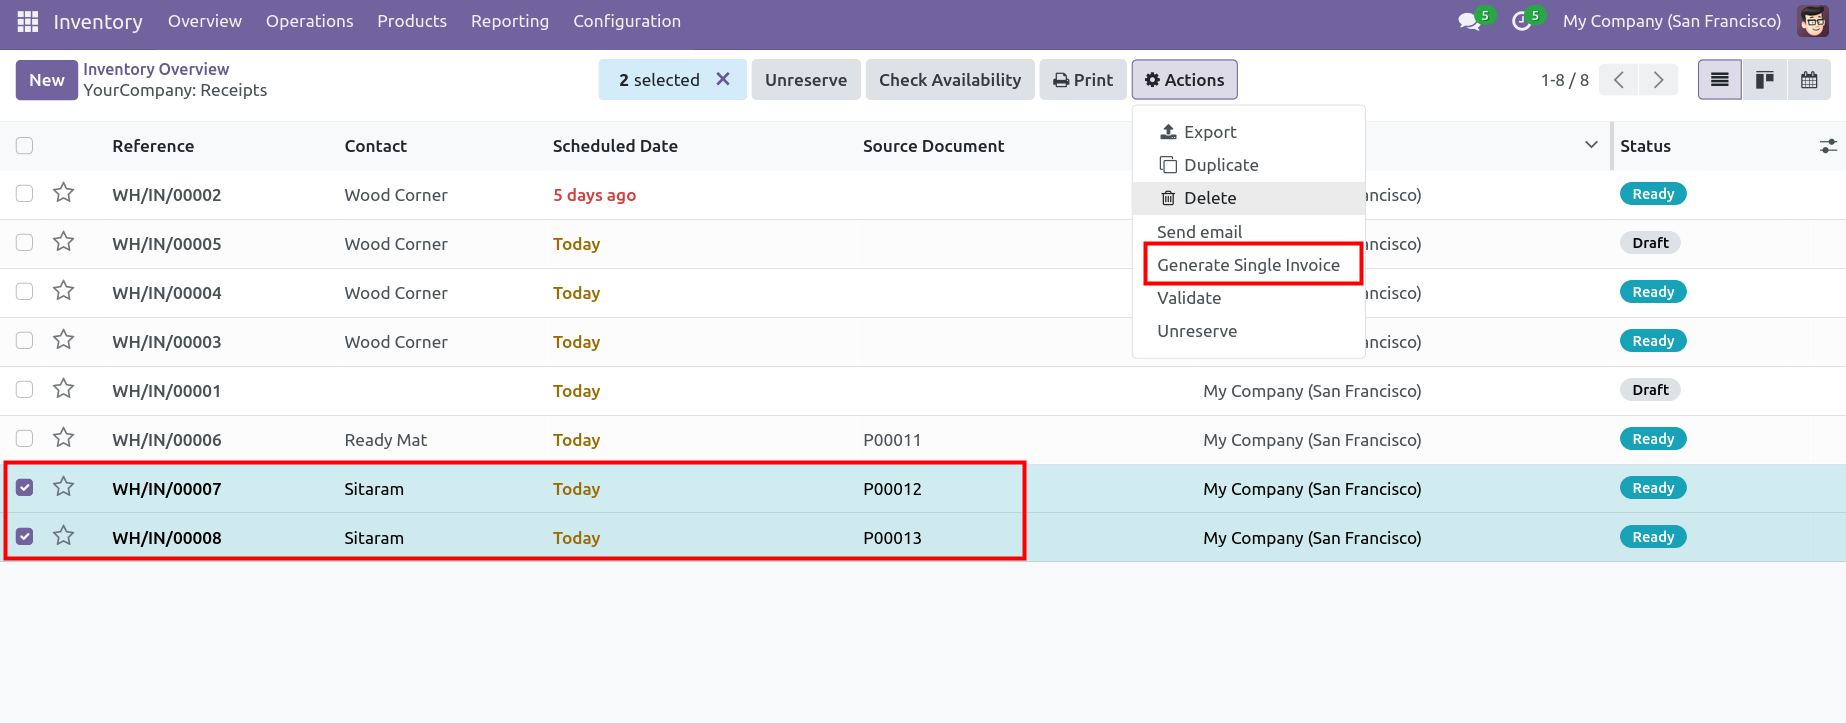 Inventory Overview Operations Products Reporting Configuration 5 5 My Company (San Francisco)
New Inventory Overview
YourCompany: Receipts
2 selected Unreserve Check Availability Print Actions 1-8 / 8
Export
Duplicate
Delete
Send email
Generate Single Invoice
Validate
Unreserve
Reference Contact Scheduled Date Source Document Status
WH/IN/00002 Wood Corner 5 days ago ncisco) Ready
WH/IN/00005 Wood Corner Today ncisco) Draft
WH/IN/00004 Wood Corner Today ncisco) Ready
WH/IN/00003 Wood Corner Today ncisco) Ready
WH/IN/00001 Today My Company (San Francisco) Draft
WH/IN/00006 Ready Mat Today P00011 My Company (San Francisco) Ready
WH/IN/00007 Sitaram Today P00012 My Company (San Francisco) Ready
WH/IN/00008 Sitaram Today P00013 My Company (San Francisco) Ready